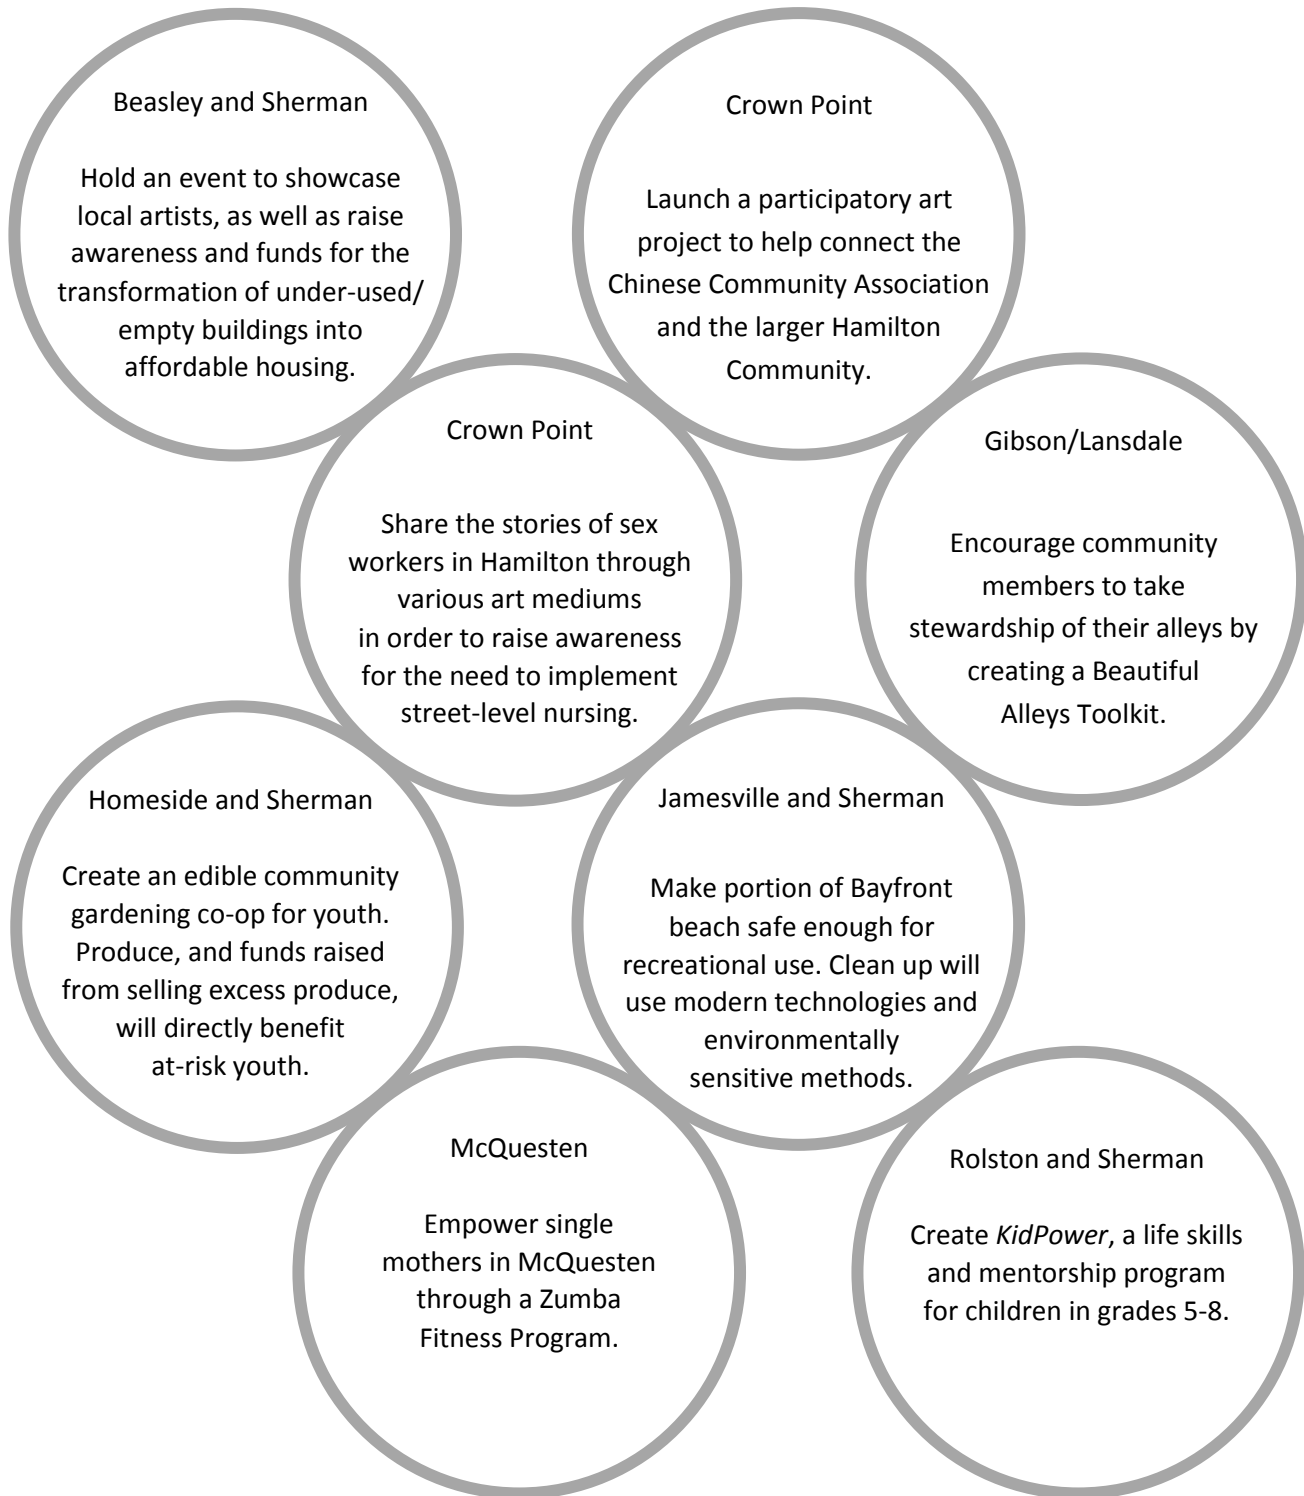 Beasley and Sherman
Hold an event to showcase
local artists, as well as raise
awareness and funds for the
transformation of under-used/
empty buildings into
affordable housing.
Crown Point
Launch a participatory art
project to help connect the
Chinese Community Association
and the larger Hamilton
Community.
Crown Point
Share the stories of sex
workers in Hamilton through
various art mediums
in order to raise awareness
for the need to implement
street-level nursing.
Gibson/Lansdale
Encourage community
members to take
stewardship of their alleys by
creating a Beautiful
Alleys Toolkit.
Homeside and Sherman
Create an edible community
gardening co-op for youth.
Produce, and funds raised
from selling excess produce,
will directly benefit
at-risk youth.
Jamesville and Sherman
Make portion of Bayfront
beach safe enough for
recreational use. Clean up will
use modern technologies and
environmentally
sensitive methods.
McQuesten
Empower single
mothers in McQuesten
through a Zumba
Fitness Program.
Rolston and Sherman
Create KidPower, a life skills
and mentorship program
for children in grades 5-8.